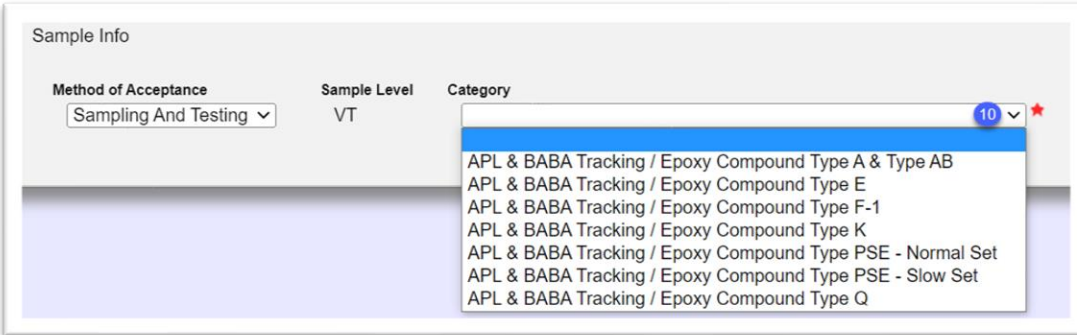 Sample Info
Method of Acceptance Sample Level Category
Sampling And Testing VT 10
APL & BABA Tracking / Epoxy Compound Type A & Type AB
APL & BABA Tracking / Epoxy Compound Type E
APL & BABA Tracking / Epoxy Compound Type F-1
APL & BABA Tracking / Epoxy Compound Type K
APL & BABA Tracking / Epoxy Compound Type PSE - Normal Set
APL & BABA Tracking / Epoxy Compound Type PSE - Slow Set
APL & BABA Tracking / Epoxy Compound Type Q